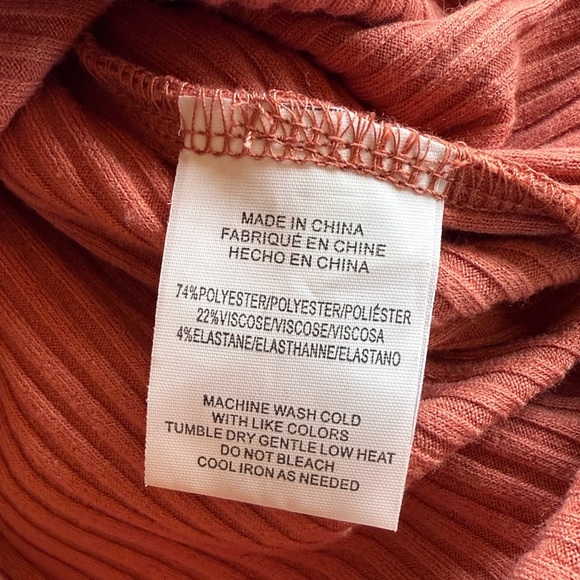 MADE IN CHINA
FABRIQUÉ EN CHINE
HECHO EN CHINA
74%POLYESTER/POLYESTER/POLIÉSTER
22%VISCOSE/VISCOSE/VISCOSA
4%ELASTANE/ELASTHANNE/ELASTANO
MACHINE WASH COLD
WITH LIKE COLORS
TUMBLE DRY GENTLE LOW HEAT
DO NOT BLEACH
COOL IRON AS NEEDED